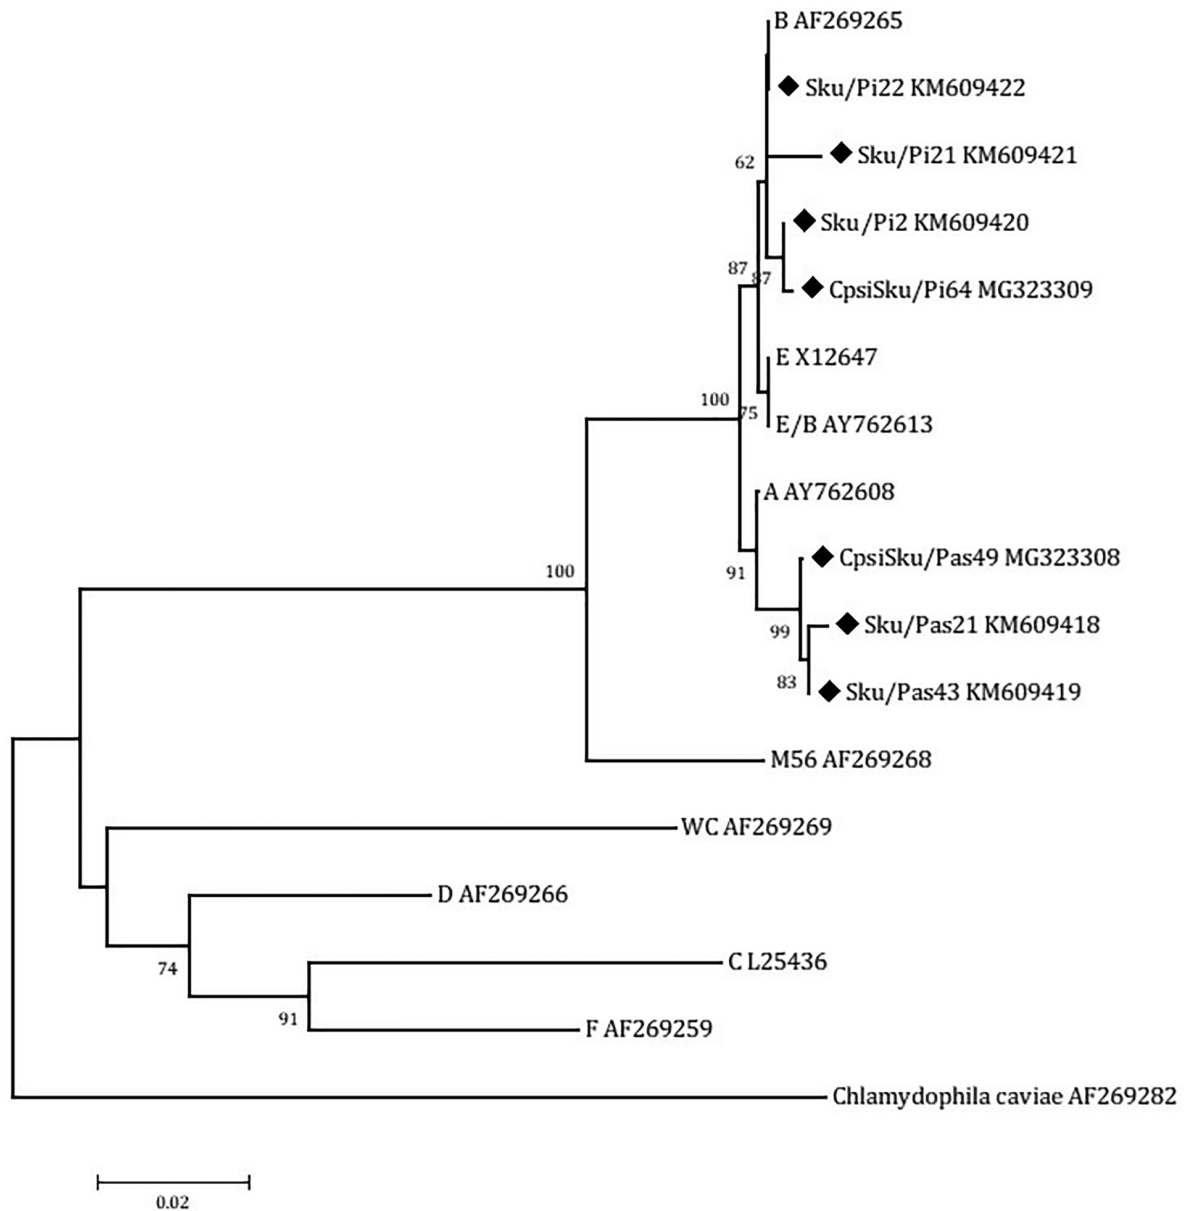 B AF269265
Sku/Pi22 KM609422
Sku/Pi21 KM609421
62
Sku/Pi2 KM609420
87
87
CpsiSku/Pi64 MG323309
E X12647
100
75
E/B AY762613
A AY762608
CpsiSku/Pas49 MG323308
100
91
Sku/Pas21 KM609418
99
83
Sku/Pas43 KM609419
M56 AF269268
WC AF269269
D AF269266
74
C L25436
91
F AF269259
Chlamydophila caviae AF269282
0.02